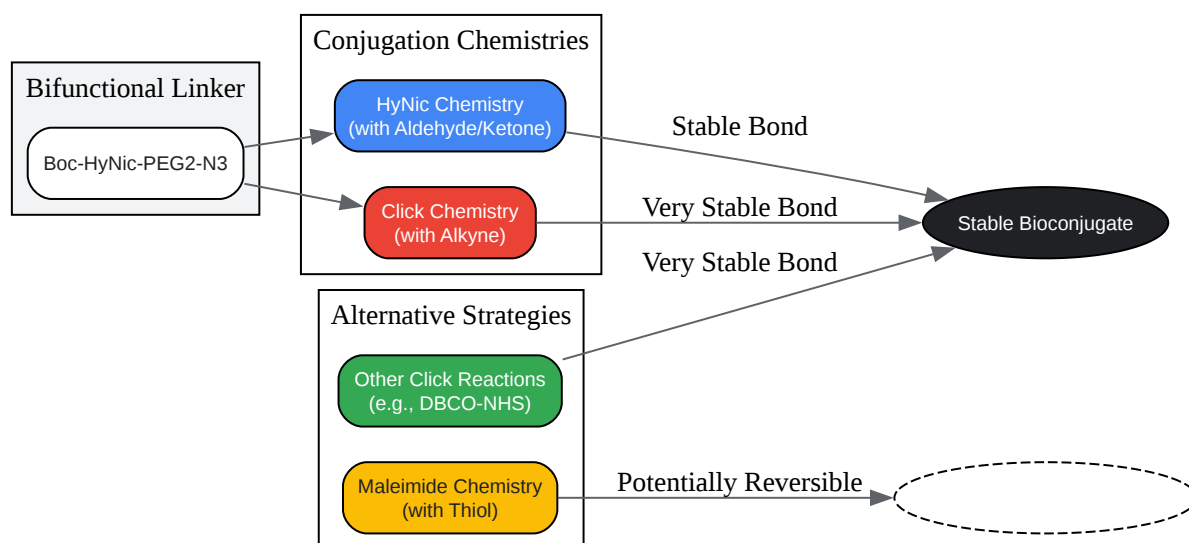 Conjugation Chemistries
Bifunctional Linker
HyNic Chemistry
(with Aldehyde/Ketone)
Stable Bond
Boc-HyNic-PEG2-N3
Click Chemistry
(with Alkyne)
Very Stable Bond
Stable Bioconjugate
Very Stable Bond
Alternative Strategies
Other Click Reactions
(e.g., DBCO-NHS)
Maleimide Chemistry
(with Thiol)
Potentially Reversible